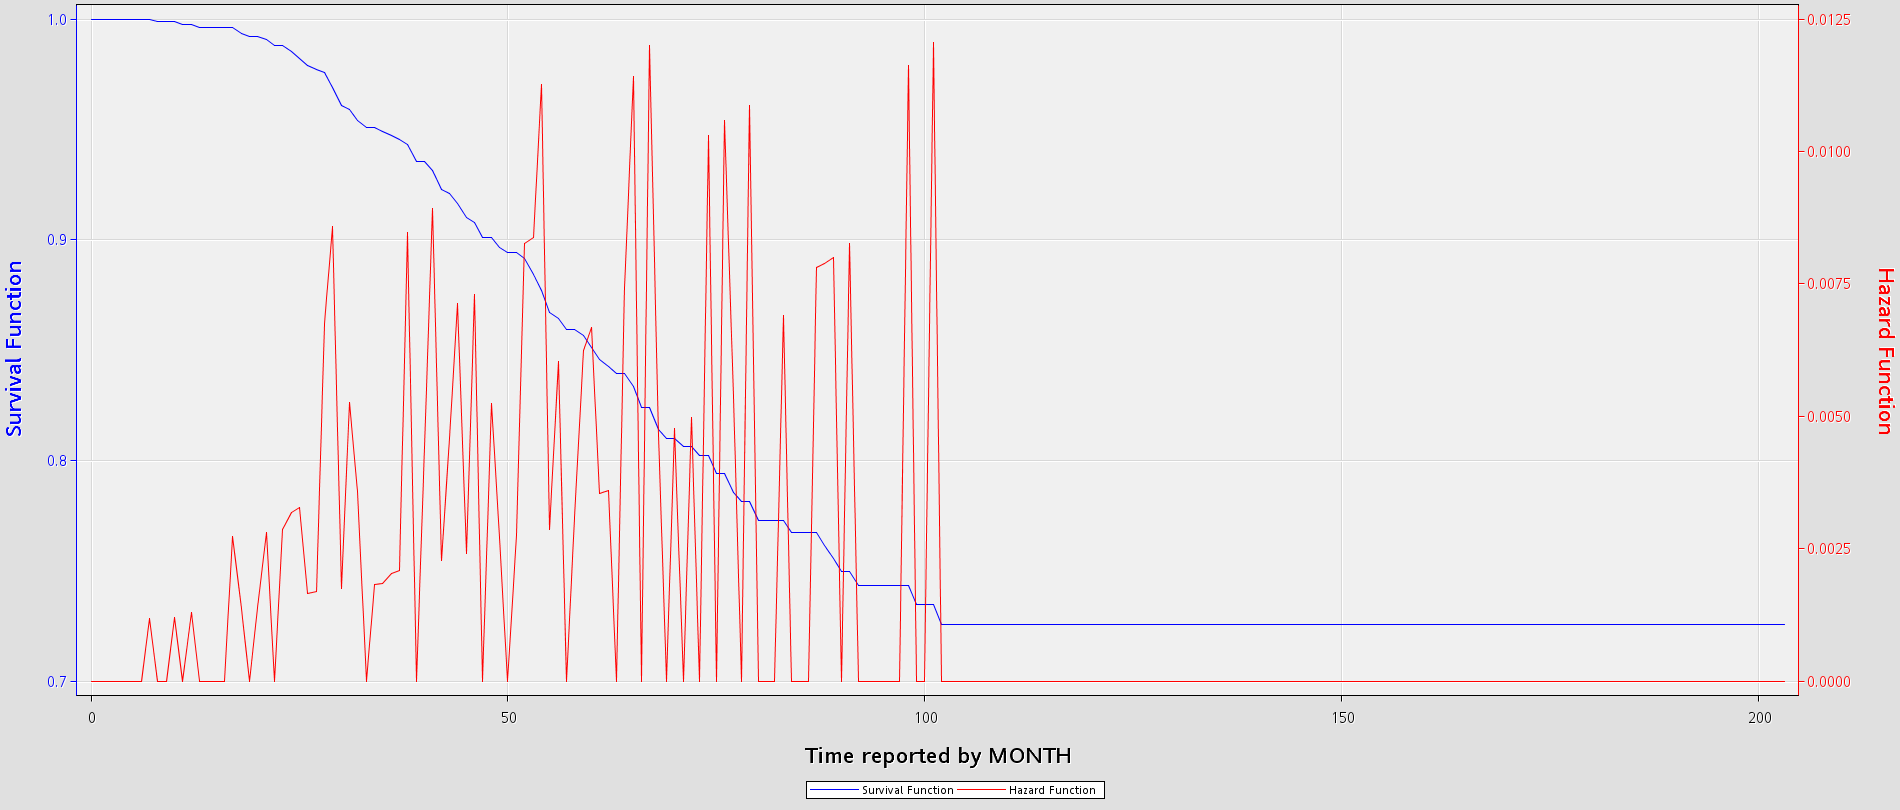 1.0
0.9
0.8
0.7
Survival Function
0.0125
0.0100
0.0075
0.0050
0.0025
0.0000
Hazard Function
0 50 100 150 200
Time reported by MONTH
Survival Function Hazard Function